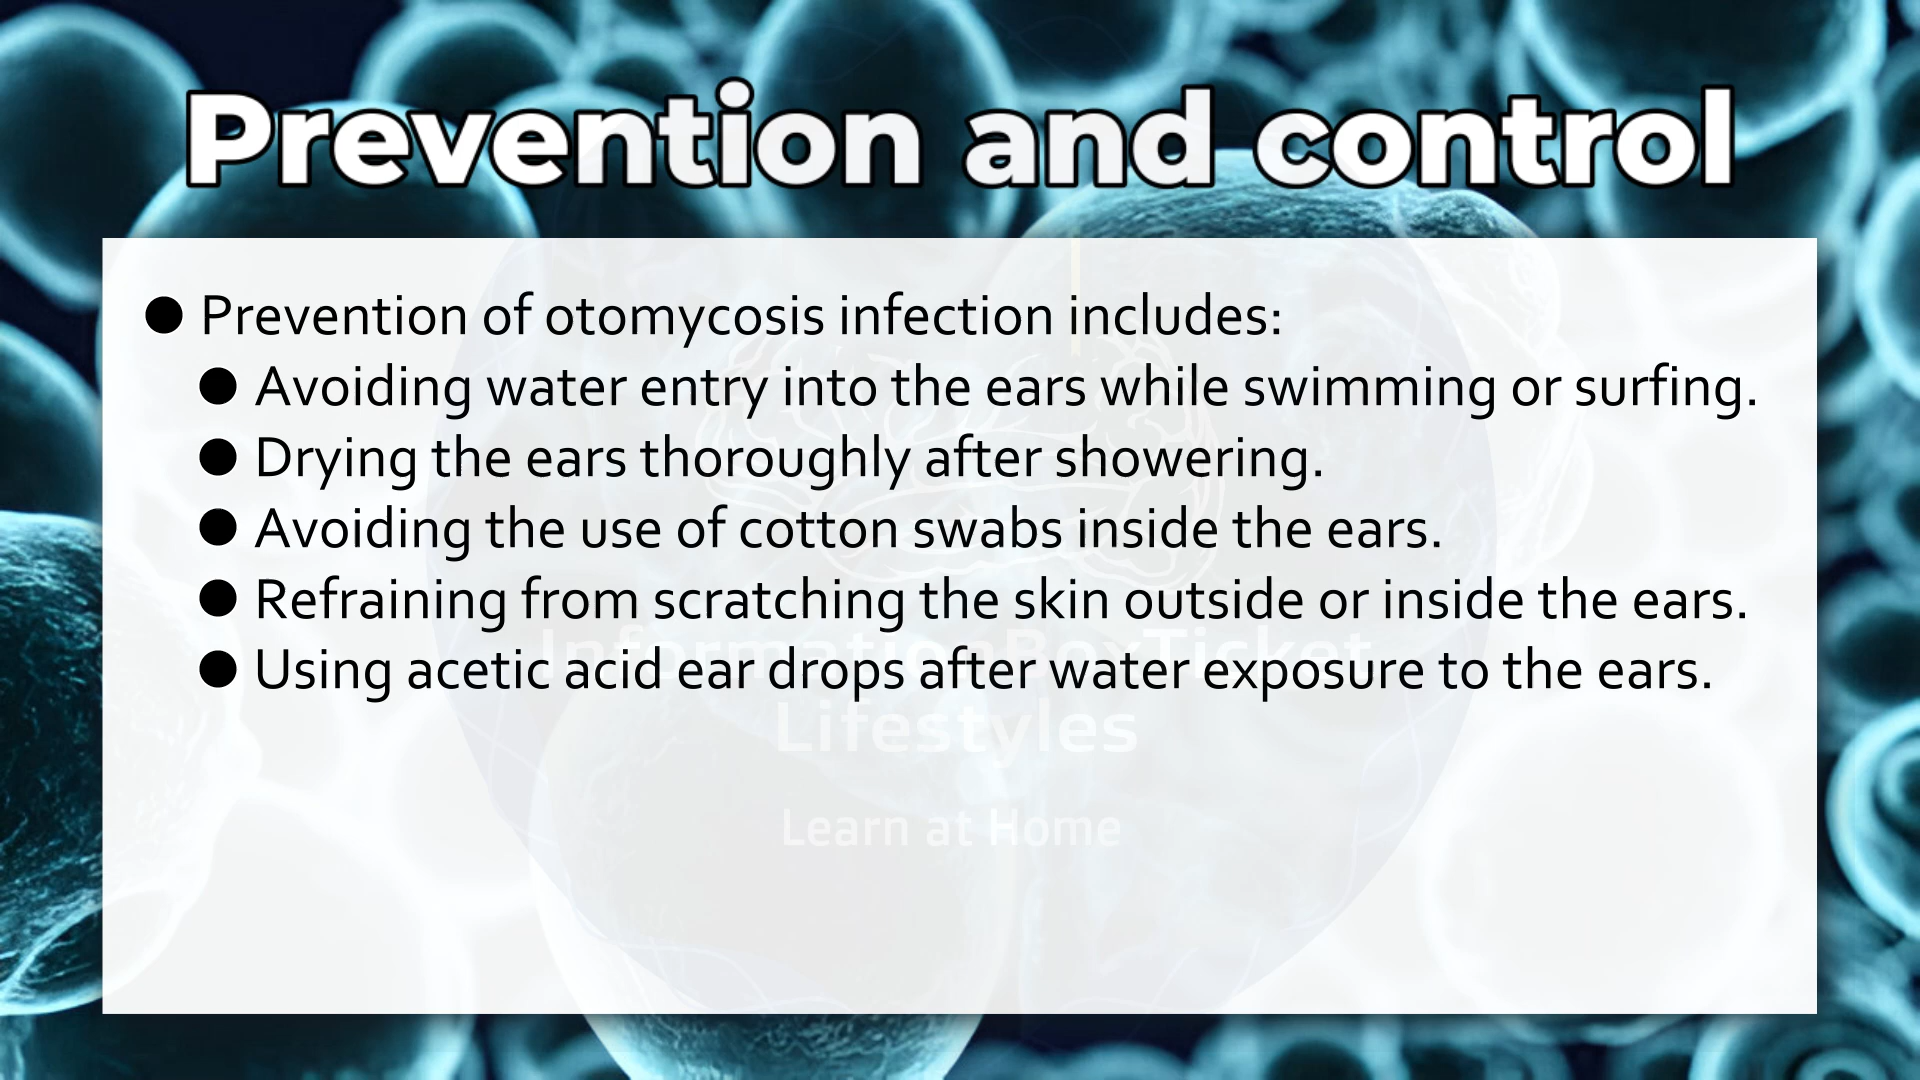 Prevention and control
● Prevention of otomycosis infection includes:
● Avoiding water entry into the ears while swimming or surfing.
● Drying the ears thoroughly after showering.
● Avoiding the use of cotton swabs inside the ears.
● Refraining from scratching the skin outside or inside the ears.
● Using acetic acid ear drops after water exposure to the ears.
InformationBoxTicket
Lifestyles
Learn at Home